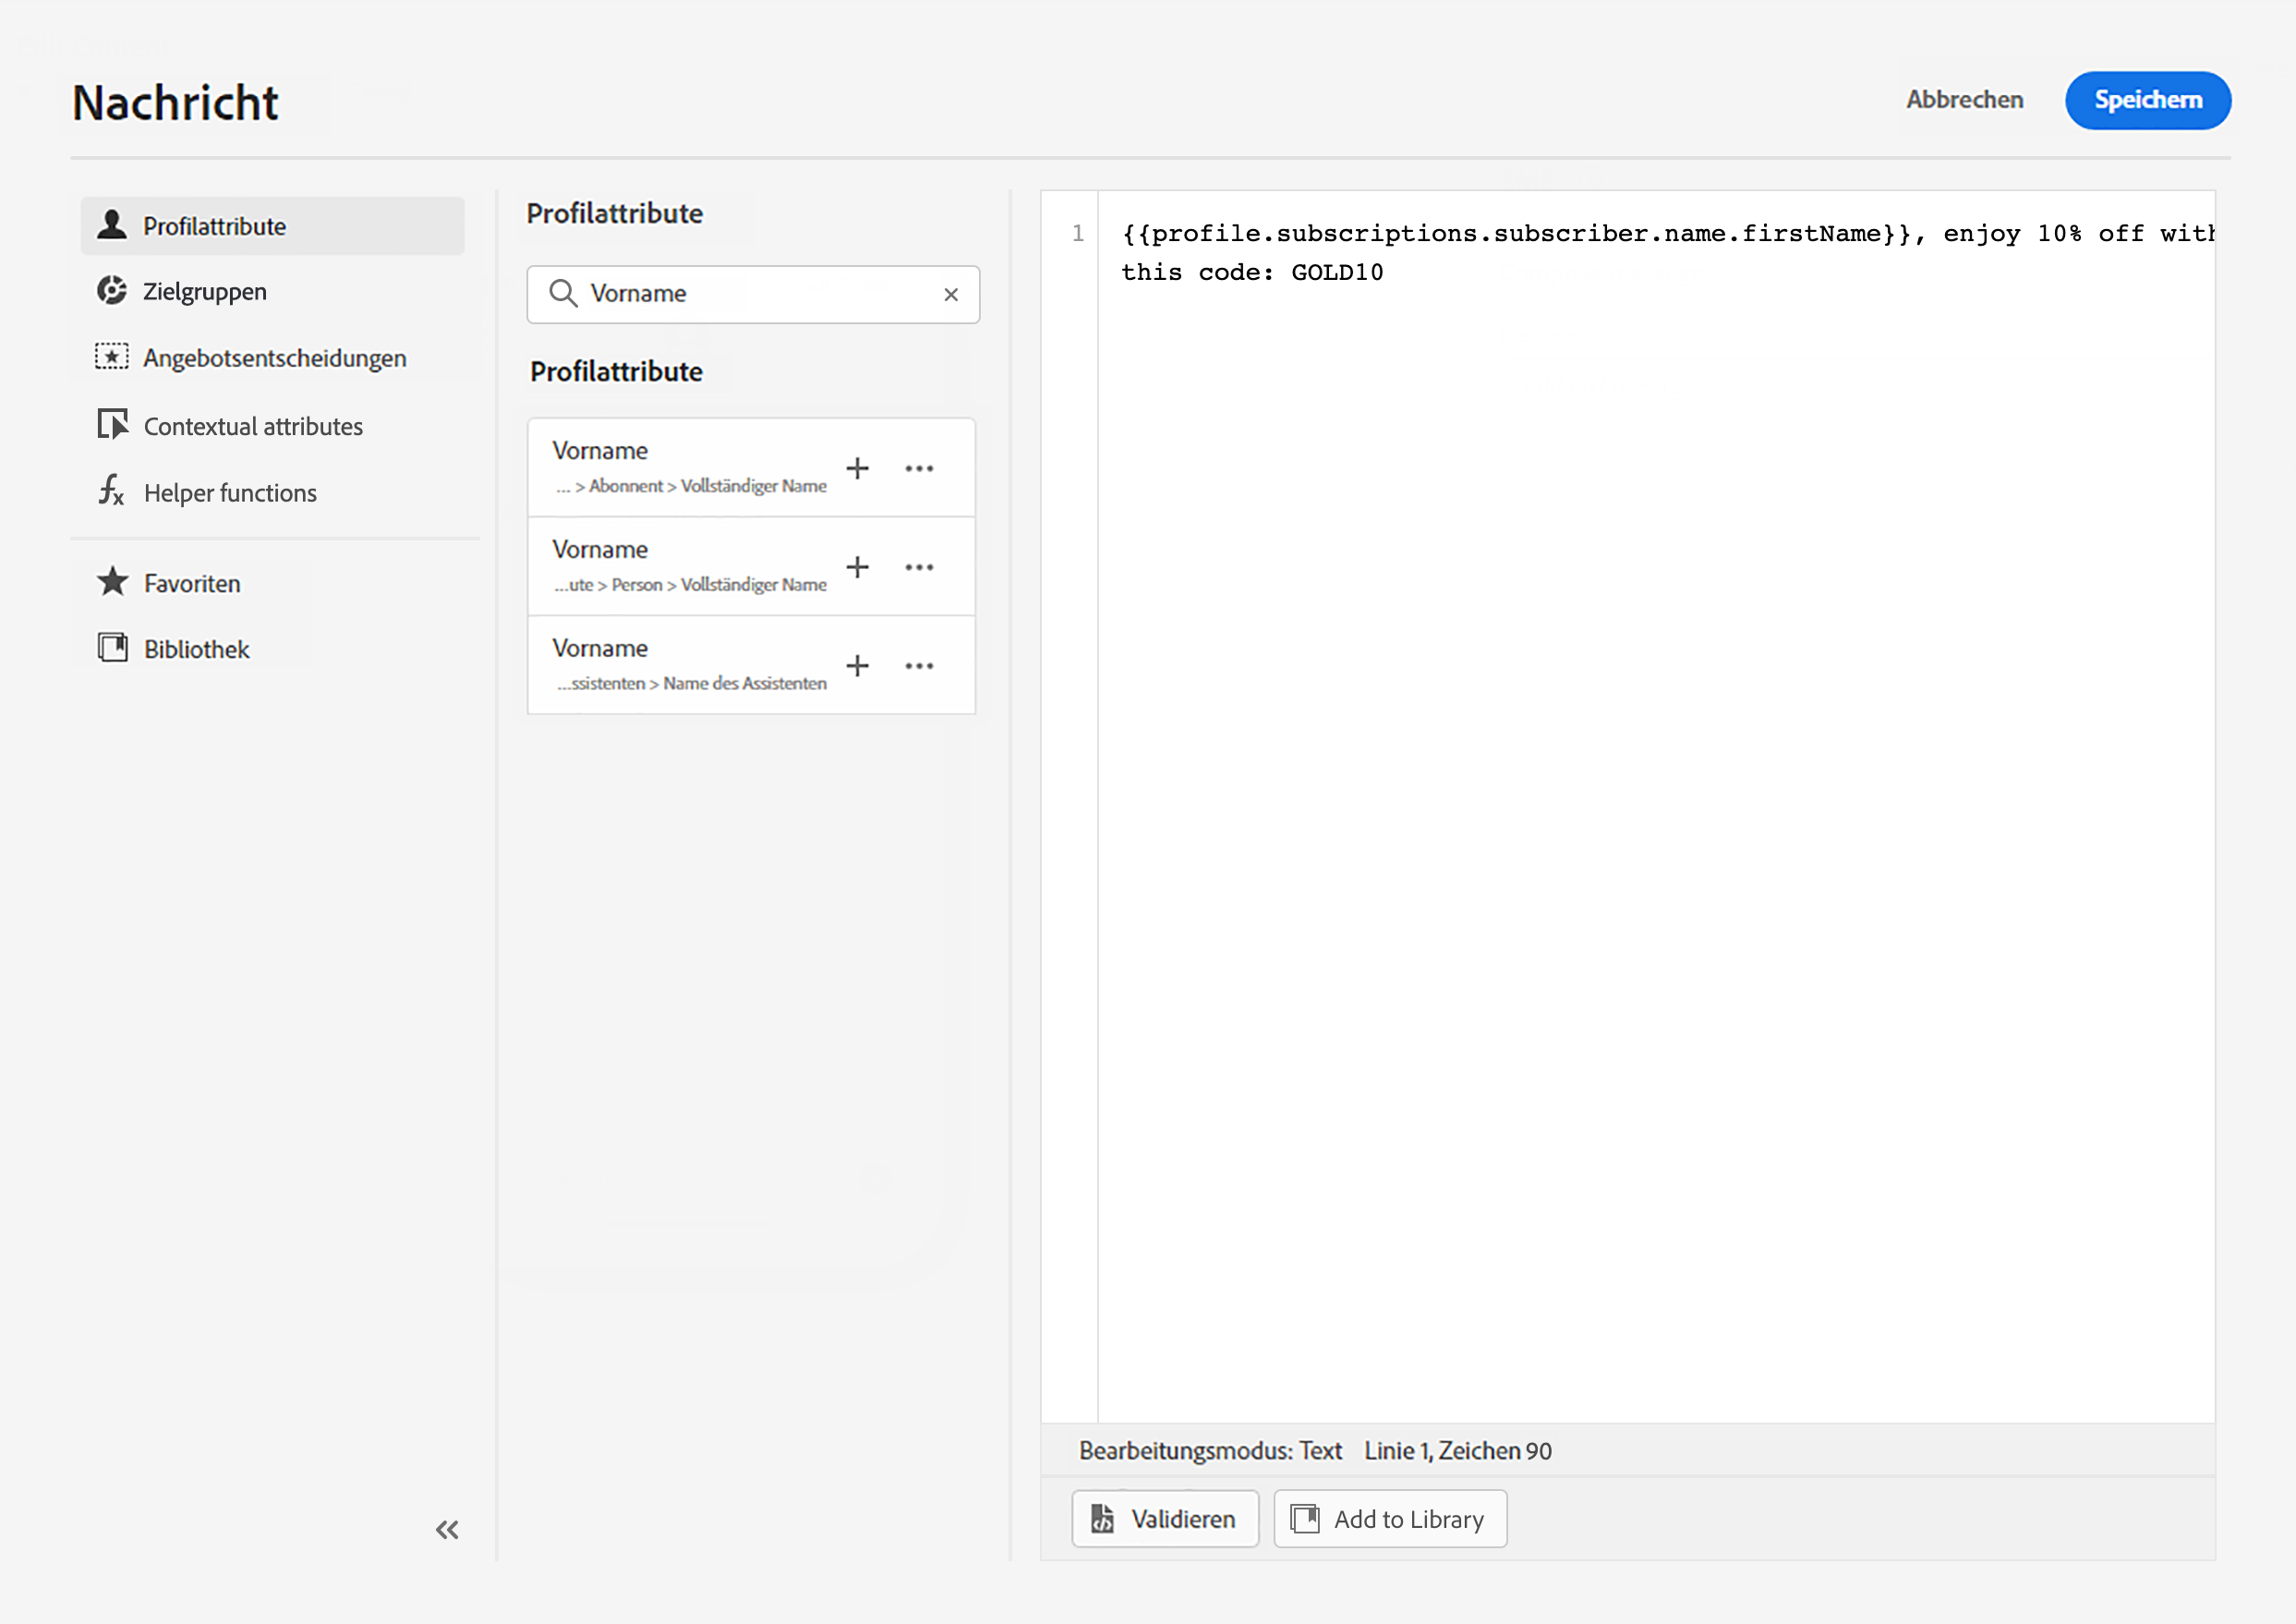 Nachricht
Abbrechen
Speichern
Profilattribute
Zielgruppen
Angebotsentscheidungen
Contextual attributes
Helper functions
Favoriten
Bibliothek
Profilattribute
Vorname
Profilattribute
Vorname
... > Abonnent > Vollständiger Name
Vorname
...ute > Person > Vollständiger Name
Vorname
...ssistenten > Name des Assistenten
1
{{profile.subscriptions.subscriber.name.firstName}}, enjoy 10% off with
this code: GOLD10
Bearbeitungsmodus: Text Linie 1, Zeichen 90
Validieren
Add to Library